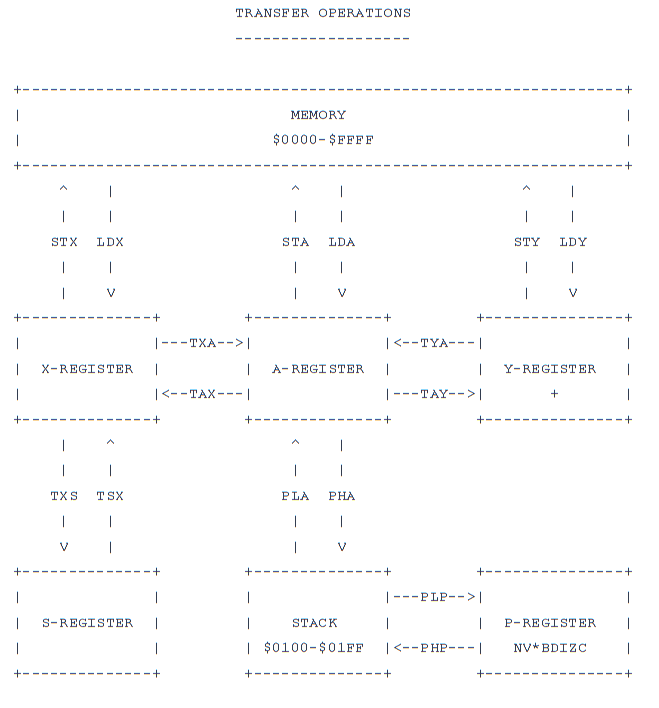 TRANSFER OPERATIONS
-------------------
+------------------------------------------------------------------+
| MEMORY |
| $0000-$FFFF |
+------------------------------------------------------------------+
^ | ^ | ^ |
| | | | | |
STX LDX STA LDA STY LDY
| | | | | |
| V | V | V
+--------------+ +--------------+ +---------------+
| |---TXA-->| |<--TYA---| |
| X-REGISTER | | A-REGISTER | | Y-REGISTER |
| |<--TAX---| |---TAY-->| + |
+--------------+ +--------------+ +---------------+
| ^ ^ |
| | | |
TXS TSX PLA PHA
| | | |
V | | V
+--------------+ +--------------+ +---------------+
| | | |---PLP-->| |
| S-REGISTER | | STACK | | P-REGISTER |
| | | $0100-$01FF |<--PHP---| NV*BDIZC |
+--------------+ +--------------+ +---------------+